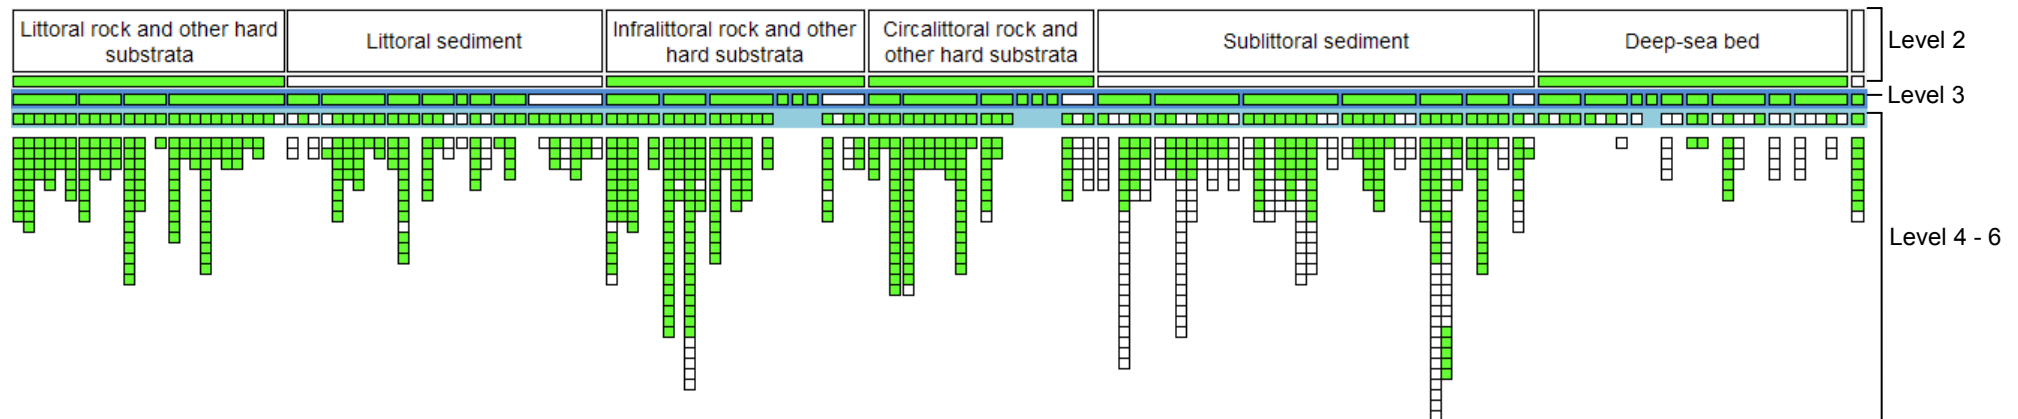 Littoral rock and other hard
substrata
Littoral sediment
Infralittoral rock and other
hard substrata
Circalittoral rock and
other hard substrata
Sublittoral sediment
Deep-sea bed
Level 2
Level 3
Level 4 - 6